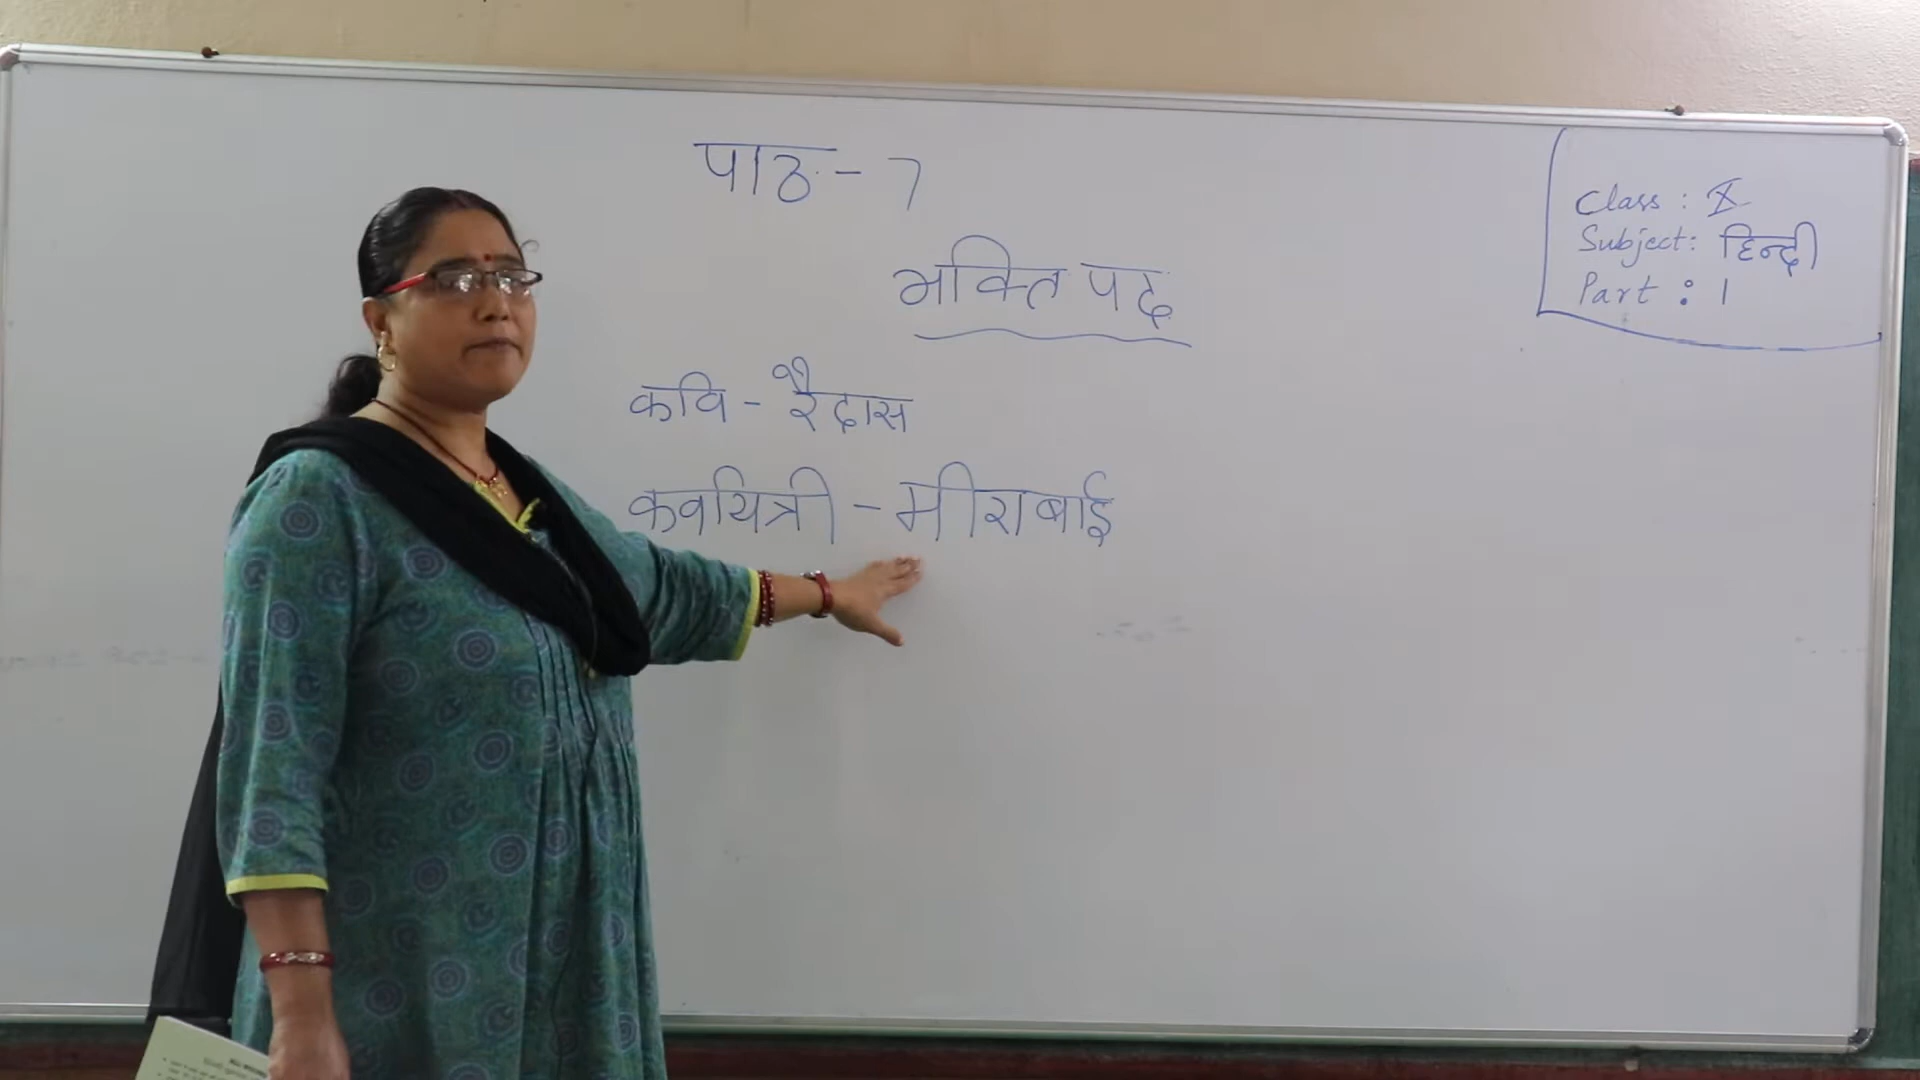 पाठ - 7
भक्ति पद
कवि - रैदास
कवयित्री - मीराबाई
Class : X
Subject: हिन्दी
Part : 1